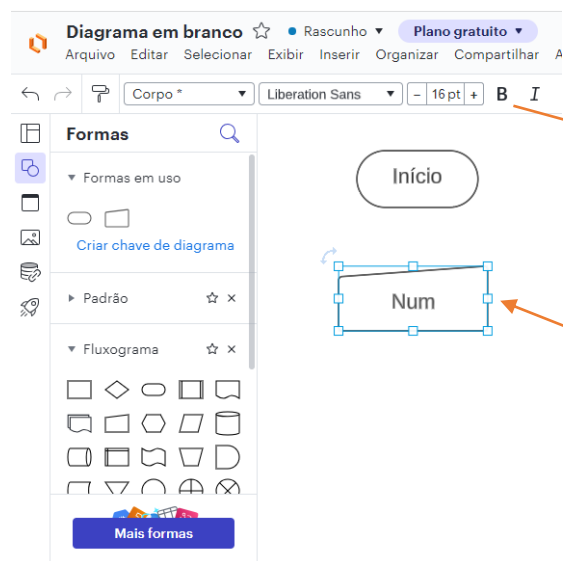 Diagrama em branco Rascunho Plano gratuito
Arquivo Editar Selecionar Exibir Inserir Organizar Compartilhar A
Corpo * Liberation Sans − 16 pt + B I
Formas
Formas em uso
Criar chave de diagrama
Padrão
Fluxograma
Mais formas
Início
Num